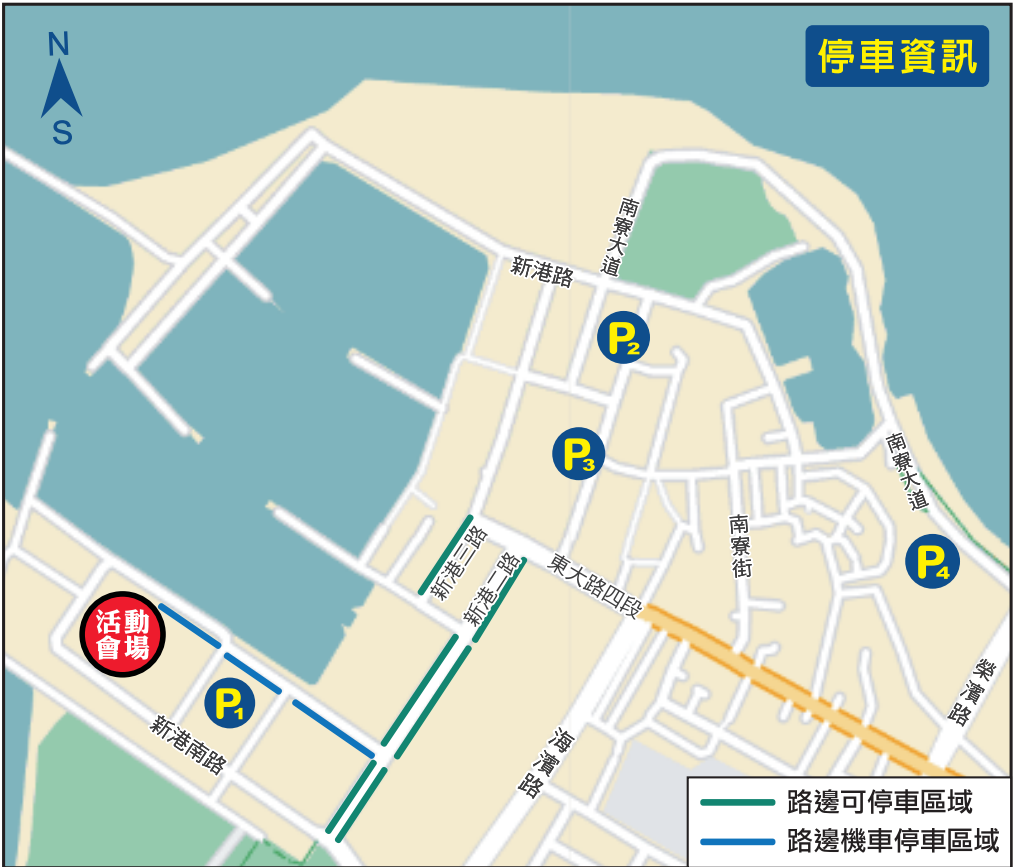 N
S
停車資訊
南寮大道
新港路
P2
P3
南寮大道
南寮街
P4
新港三路
新港二路
東大路四段
活動
會場
P1
新港南路
海濱路
榮濱路
路邊可停車區域
路邊機車停車區域